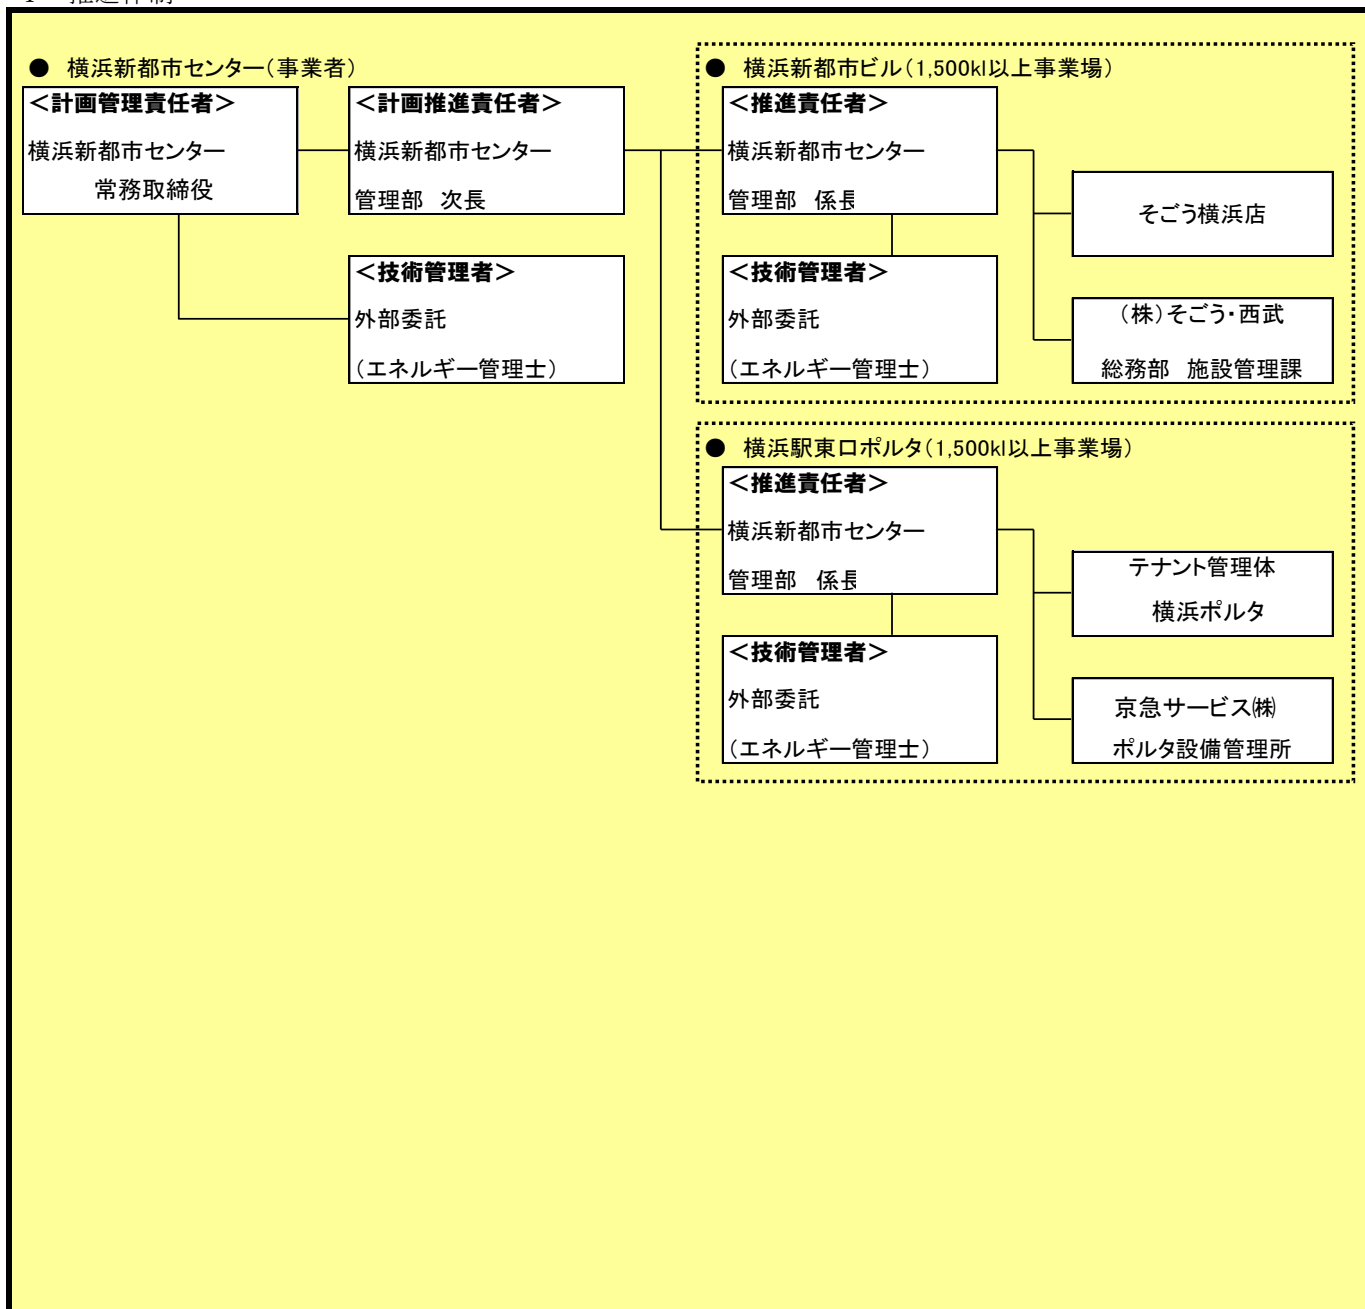 ● 横浜新都市センター(事業者)
<計画管理責任者>
横浜新都市センター
常務取締役
<計画推進責任者>
横浜新都市センター
管理部 次長
<技術管理者>
外部委託
(エネルギー管理士)
● 横浜新都市ビル(1,500kl以上事業場)
<推進責任者>
横浜新都市センター
管理部 係長
<技術管理者>
外部委託
(エネルギー管理士)
そごう横浜店
(株)そごう・西武
総務部 施設管理課
● 横浜駅東口ポルタ(1,500kl以上事業場)
<推進責任者>
横浜新都市センター
管理部 係長
<技術管理者>
外部委託
(エネルギー管理士)
テナント管理体
横浜ポルタ
京急サービス㈱
ポルタ設備管理所